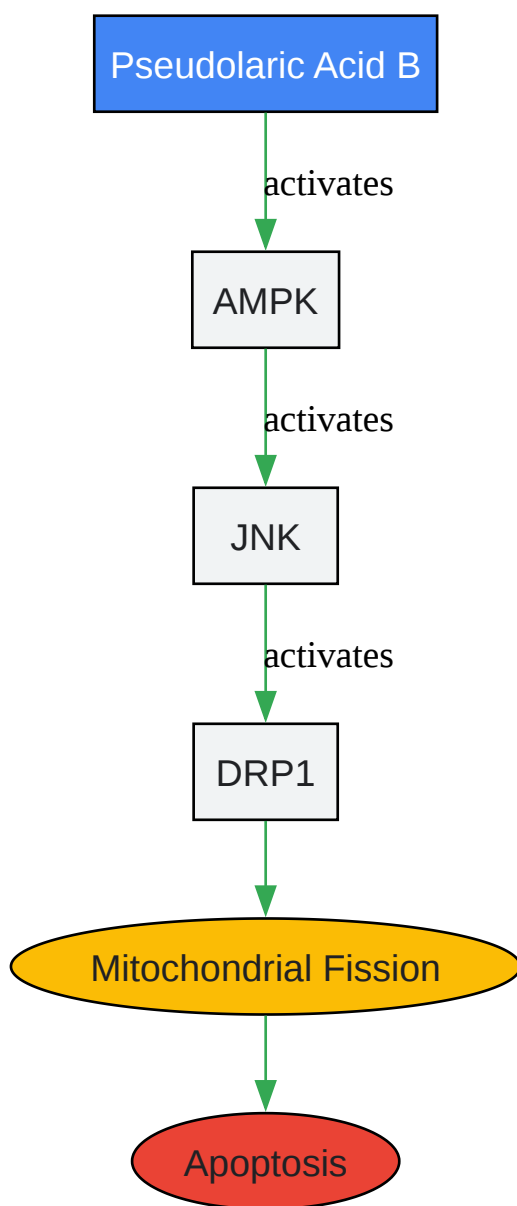 Pseudolaric Acid B
activates
AMPK
activates
JNK
activates
DRP1
Mitochondrial Fission
Apoptosis